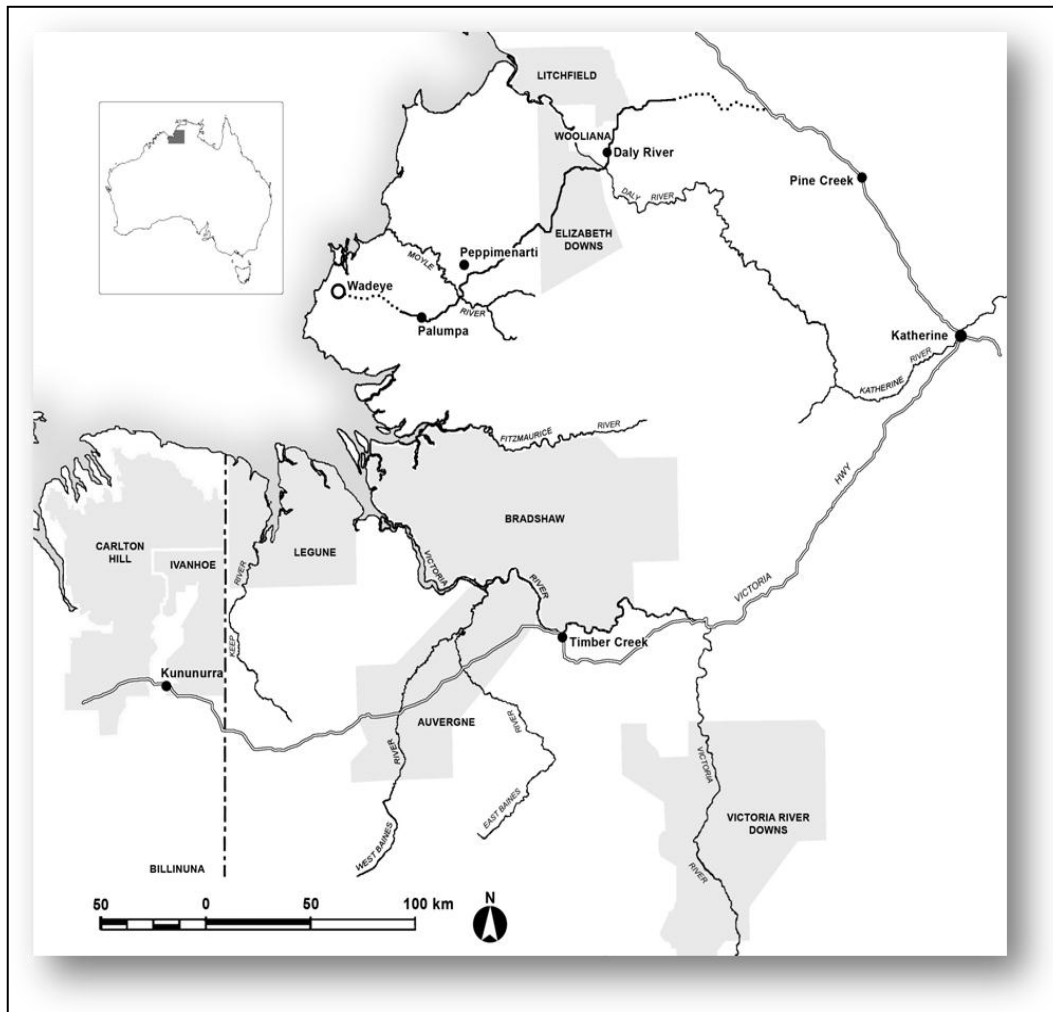 LITCHFIELD
WOOLIANA
Daly River
DALY RIVER
Pine Creek
ELIZABETH
DOWNS
Peppimenarti
MOYLE
RIVER
Wadeye
Palumpa
Katherine
KATHERINE
RIVER
FITZMAURICE RIVER
BRADSHAW
HWY
VICTORIA
CARLTON
HILL
IVANHOE
LEGUNE
RIVER
KEEP
VICTORIA
RIVER
Timber Creek
Kununurra
AUVERGNE
RIVER
WEST BAINES
RIVER
EAST BAINES
VICTORIA
RIVER
VICTORIA RIVER
DOWNS
BILLINUNA
50 0 50 100 km
N